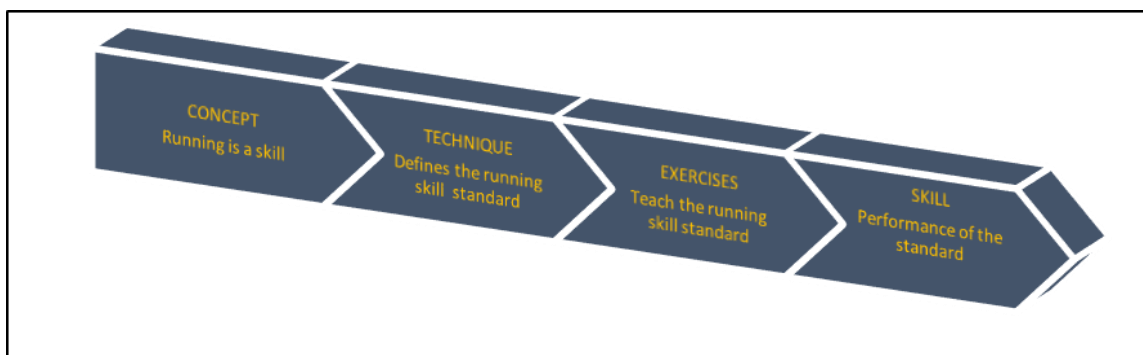 CONCEPT
Running is a skill
TECHNIQUE
Defines the running
skill standard
EXERCISES
Teach the running
skill standard
SKILL
Performance of the
standard